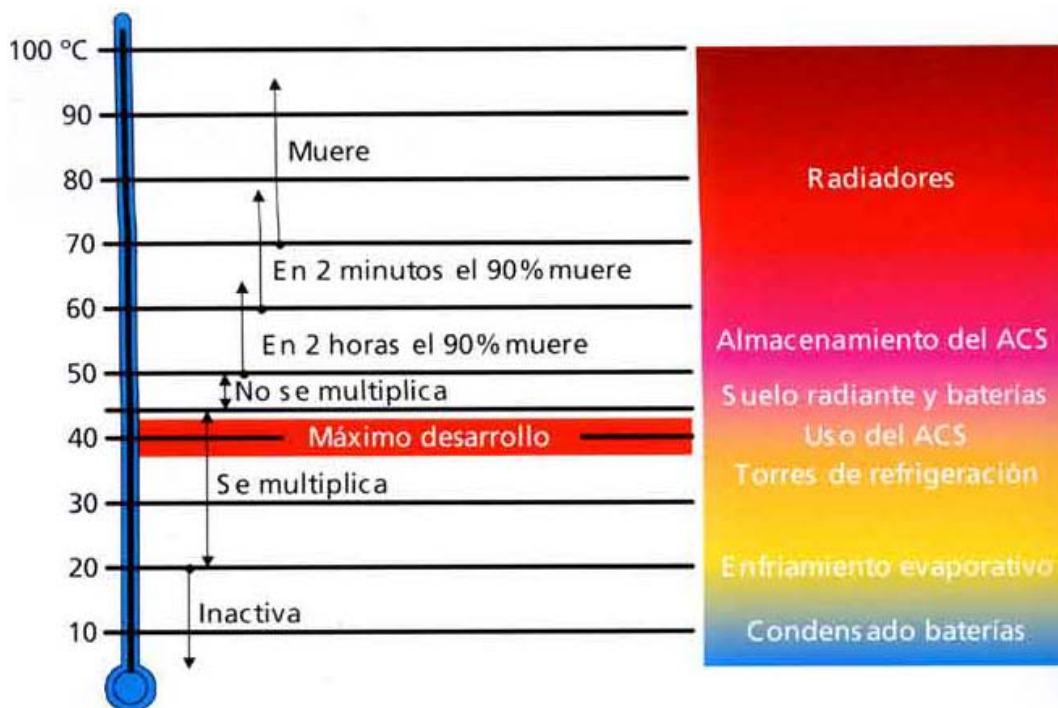 100 °C
90
Muere
80
Radiadores
70
En 2 minutos el 90% muere
60
Almacenamiento del ACS
En 2 horas el 90% muere
50
No se multiplica
Suelo radiante y baterías
40
Máximo desarrollo
Uso del ACS
Torres de refrigeración
Se multiplica
30
20
Enfriamiento evaporativo
Inactiva
10
Condensado baterías